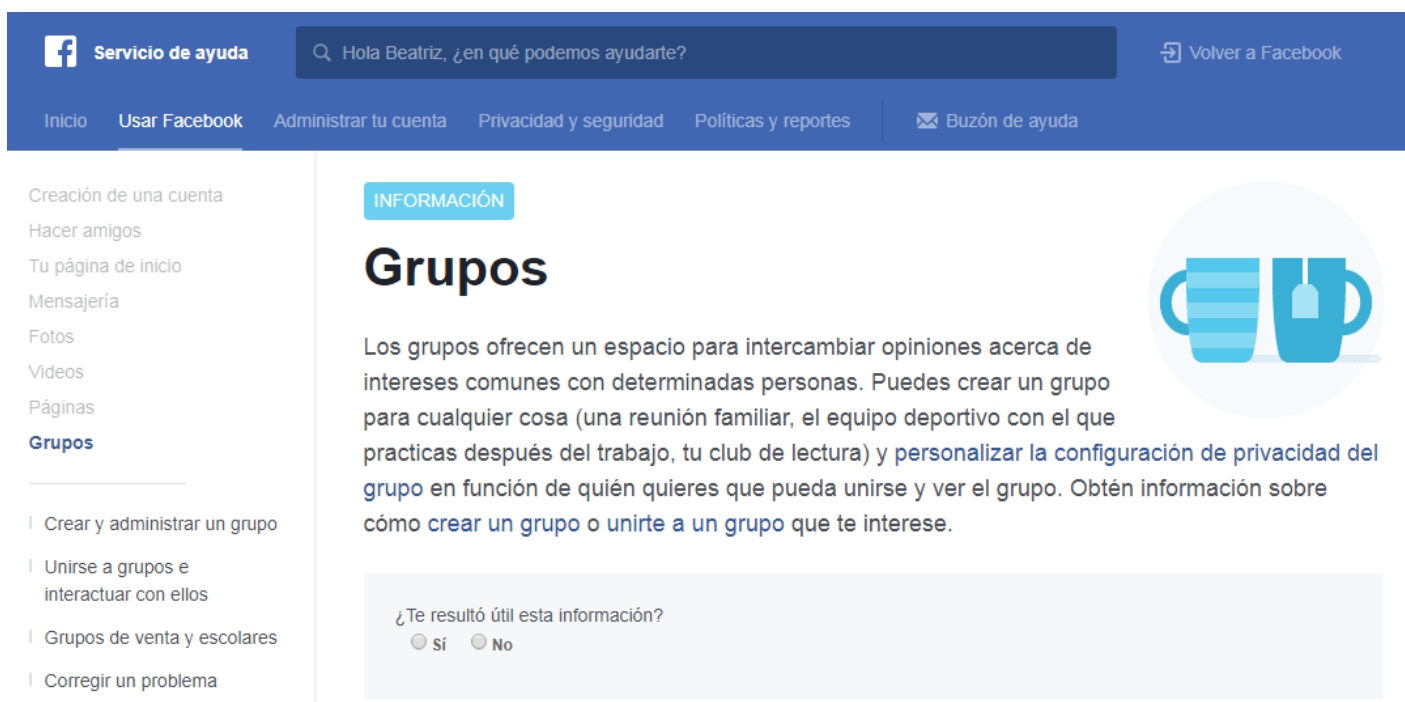 Servicio de ayuda
Hola Beatriz, ¿en qué podemos ayudarte?
Volver a Facebook
Inicio
Usar Facebook
Administrar tu cuenta
Privacidad y seguridad
Políticas y reportes
Buzón de ayuda
Creación de una cuenta
Hacer amigos
Tu página de inicio
Mensajería
Fotos
Videos
Páginas
Grupos
Crear y administrar un grupo
Unirse a grupos e
interactuar con ellos
Grupos de venta y escolares
Corregir un problema
INFORMACIÓN
Grupos
Los grupos ofrecen un espacio para intercambiar opiniones acerca de
intereses comunes con determinadas personas. Puedes crear un grupo
para cualquier cosa (una reunión familiar, el equipo deportivo con el que
practicas después del trabajo, tu club de lectura) y personalizar la configuración de privacidad del
grupo en función de quién quieres que pueda unirse y ver el grupo. Obtén información sobre
cómo crear un grupo o unirte a un grupo que te interese.
¿Te resultó útil esta información?
Sí No